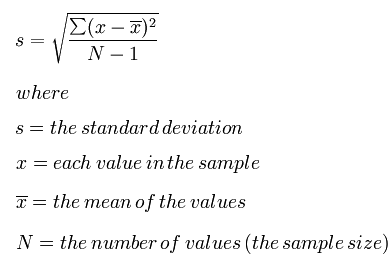 s = √(∑(x − x̅)² / N − 1)
where
s = the standard deviation
x = each value in the sample
x̅ = the mean of the values
N = the number of values (the sample size)